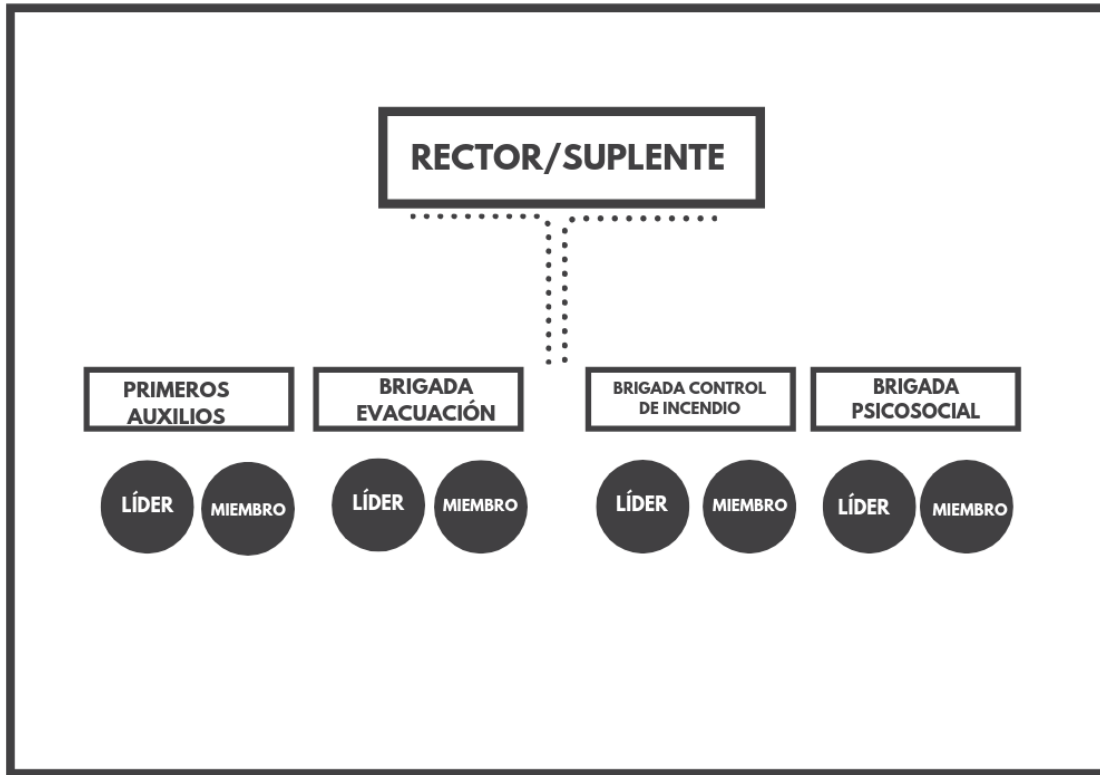 RECTOR/SUPLENTE
PRIMEROS
AUXILIOS
BRIGADA
EVACUACIÓN
BRIGADA CONTROL
DE INCENDIO
BRIGADA
PSICOSOCIAL
LÍDER
MIEMBRO
LÍDER
MIEMBRO
LÍDER
MIEMBRO
LÍDER
MIEMBRO